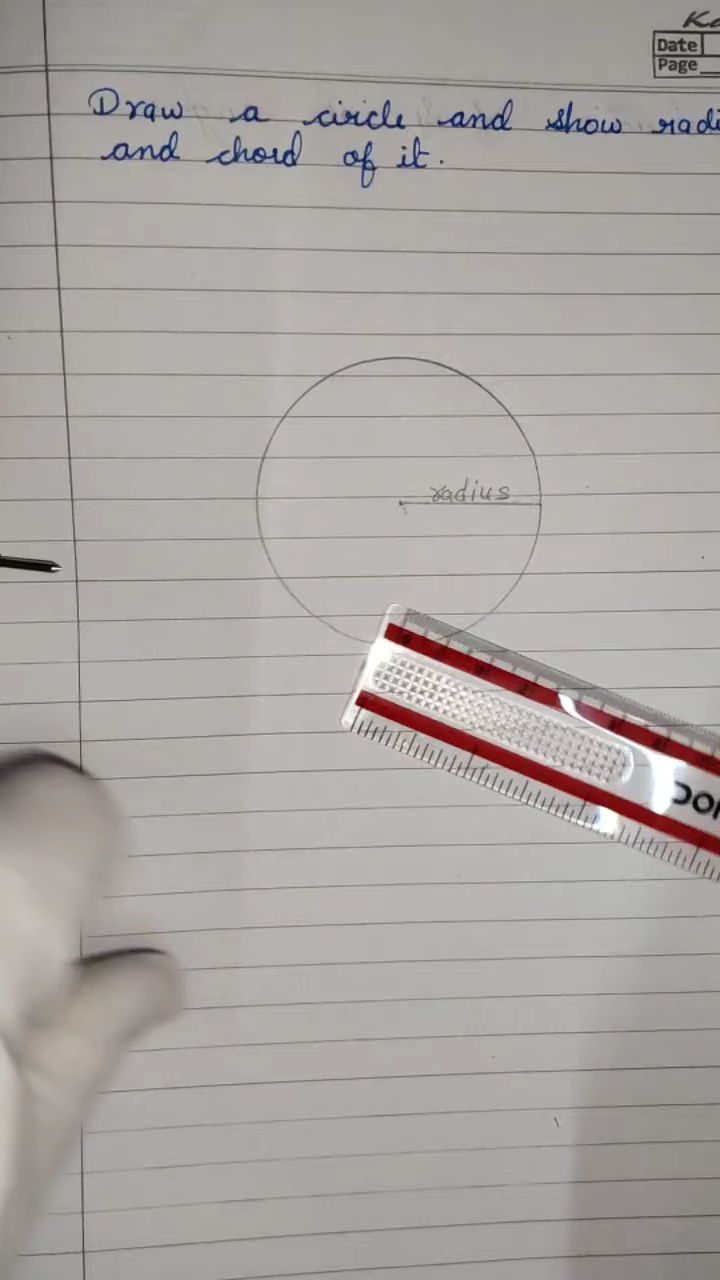 Date
Page
Draw a circle and show
and chord of it.
radius